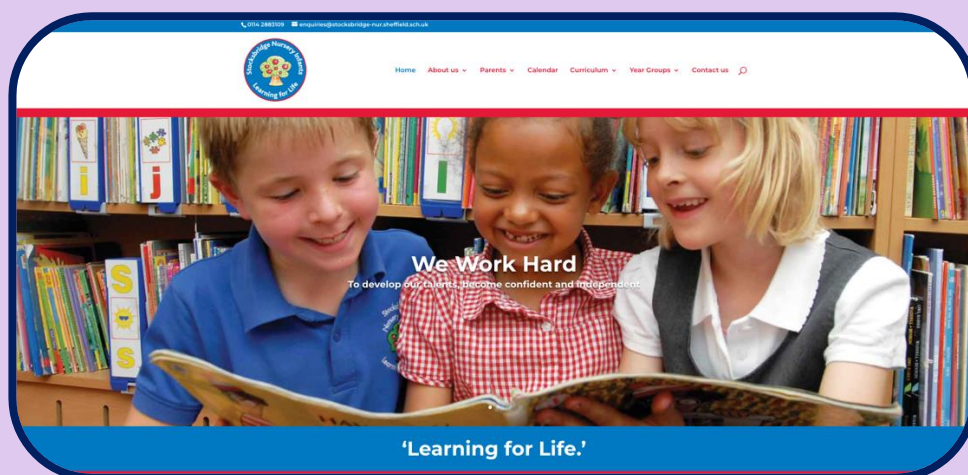 0114 2883109 enquiries@stocksbridge-nur.sheffield.sch.uk
Stocksbridge Nursery Infants
Learning for Life
Home About us Parents Calendar Curriculum Year Groups Contact us
i
j
l
S
S
We Work Hard
To develop our talents, become confident and independent
'Learning for Life.'